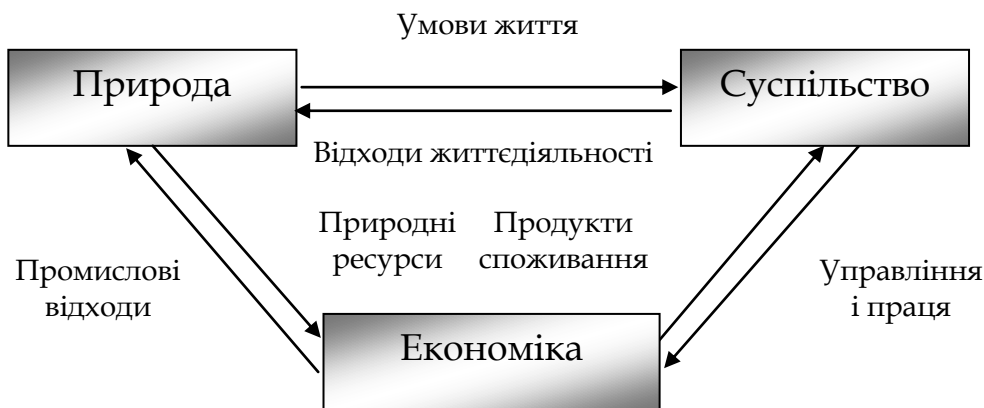 Умови життя
Природа
Суспільство
Відходи життєдіяльності
Природні
ресурси
Продукти
споживання
Промислові
відходи
Управління
і праця
Економіка